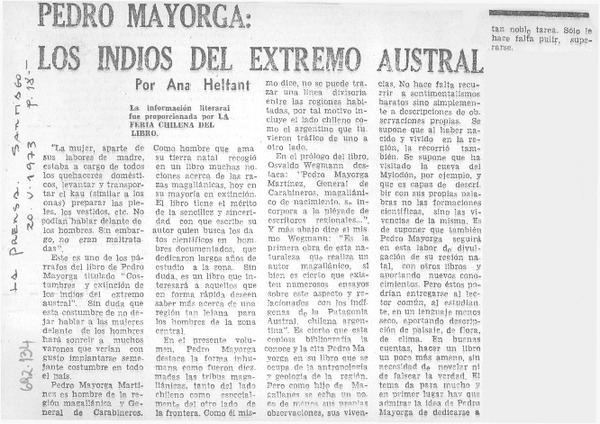 PEDRO MAYORGA:
LOS INDIOS DEL EXTREMO AUSTRAL
Por Ana Helfant
La información literaral
fue proporcionada por LA
FERIA CHILENA DEL
LIBRO.
"La mujer, aparte de
sus labores de madre,
estaba a cargo de todos
los quehaceres domésti-
cos, levantar y transpor-
tar el kau (similar a los
onas) preparar las pie-
les, los vestidos, etc. No
podían hablar delante de
los hombres. Sin embar-
go, no eran maltrata-
das".
Este es uno de los pá-
rrafos del libro de Pedro
Mayorga titulado "Cos-
tumbres y extinción de
los indios del extremo
austral". Sin duda que
esta costumbre de no de-
jar hablar a las mujeres
delante de los hombres
hará sonreír a muchos
varones que verían con
gusto implantarse seme-
jante costumbre en todo
el país.
Pedro Mayorga Martí-
nez es hombre de la re-
gión magallánica y Ge-
neral de Carabineros.
Como hombre que ama
su tierra natal recogió
en un libro muchas no-
ciones acerca de las ra-
zas magallánicas, hoy en
su mayoría en extinción.
El libro tiene el mérito
de la sencillez y sinceri-
dad con que escribe su
autor quien busca los da-
tos científicos en hom-
bres documentados, que
dedicaron largos años de
estudio a la zona. Sin
duda que el libro intere-
sará a aquellos que en
forma rápida deseen
saber más acerca de una
región tan lejana para
los hombres de la zona
central.
En el presente volu-
men, Pedro Mayorga
destaca la forma inhu-
mana como fueron diez-
madas las tribus maga-
llánicas, tanto del lado
chileno como especial-
mente del otro lado de
la frontera. Como él mis-
mo dice, no se puede tra-
zar una línea divisoria
entre las regiones habi-
tadas, por tal motivo, tan-
to el lado chileno como
el argentino que tu-
vieron tráfico de uno a
otro lado.
En el prólogo del libro,
Osvaldo Wegmann des-
taca: "Pedro Mayorga
Martínez, General de
Carabineros, magalláni-
co de nacimiento, se in-
corpora a la pléyade de
escritores regionales...".
Y más abajo dice el mis-
mo Wegmann: "Es la
primera obra de esta na-
turaleza que realiza un
autor magallánico, si
bien es cierto que exis-
ten numerosos ensayos
sobre este aspecto y re-
lacionados con los indí-
genas de la Patagonia
Austral, chilena argen-
tina". Es cierto que esta
copiosa bibliografía la
conoce y la cita Pedro Ma-
yorga en su libro que se
ocupa de la antropología
y geología de la región.
Pero como hijo de Ma-
gallanes se echa un no-
co de menos sus propias
observaciones, sus viven-
cias. No hace falta recu-
rrir a sentimentalismos
baratos sino simplemen-
te a descripciones de ob-
servaciones propias. Se
supone que al haber na-
cido y vivido en la re-
gión, la recorrió tam-
bién. Se supone que ha
visitado la cueva del
Mylodón, por ejemplo, y
que es capaz de descri-
bir con sus propias pala-
bras no las formaciones
científicas, sino las vi-
vencias de la misma. Es
de suponer que también
Pedro Mayorga seguirá
en esta labor de divul-
gación de su región na-
tal, con otros libros y
aportando nuevos cono-
cimientos. Pero éstos po-
drían entregarse al lec-
tor común, al estudian-
te, en un lenguaje menos
seco, aportando descrip-
ción de paisaje, de flora,
de clima. En buenas
cuentas, hacer un libro
un poco más ameno, sin
necesidad de novelar ni
de falsear la verdad. El
tema da para mucho y
en primer lugar hay que
admirar la idea de Pedro
Mayorga de dedicarse a
tan noble tarea. Sólo le
hace falta pulir, supe-
rarse.
LA PRENSA SANTIAGO.-
20-V-1973 P. 18.-
682134